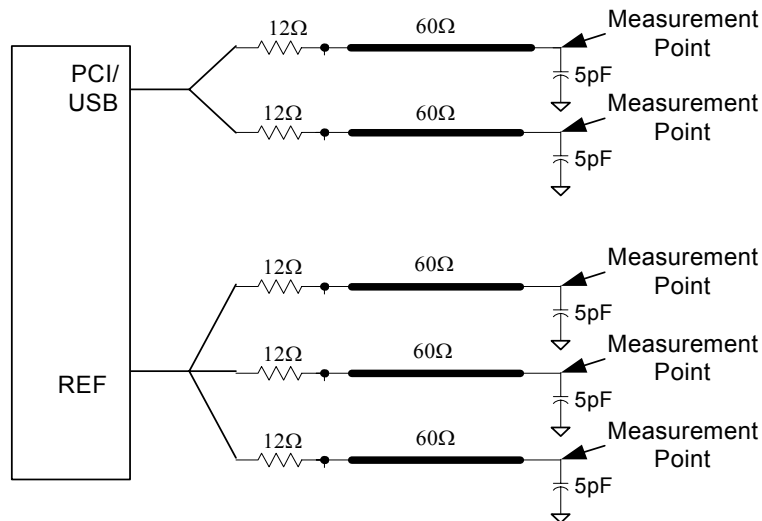 12Ω
60Ω
Measurement
Point
5pF
PCI/
USB
12Ω
60Ω
Measurement
Point
5pF
12Ω
60Ω
Measurement
Point
5pF
REF
12Ω
60Ω
Measurement
Point
5pF
12Ω
60Ω
Measurement
Point
5pF